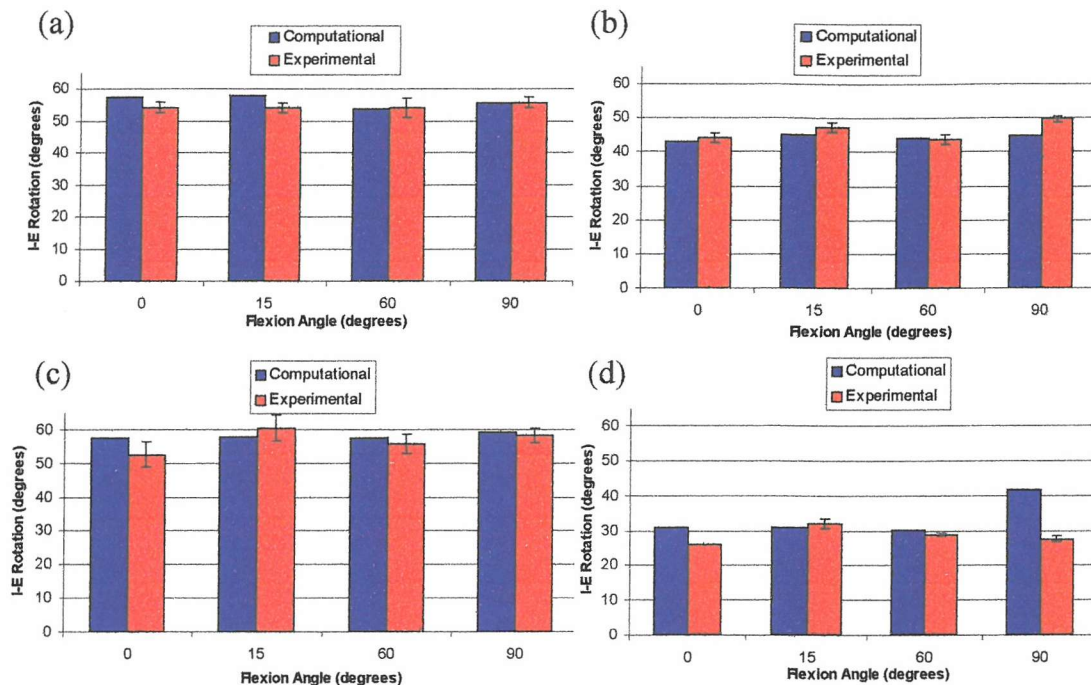 (a)
Computational
Experimental
I-E Rotation (degrees)
60
50
40
30
20
10
0
0 15 60 90
Flexion Angle (degrees)
(b)
Computational
Experimental
I-E Rotation (degrees)
60
50
40
30
20
10
0
0 15 60 90
Flexion Angle (degrees)
(c)
Computational
Experimental
I-E Rotation (degrees)
60
50
40
30
20
10
0
0 15 60 90
Flexion Angle (degrees)
(d)
Computational
Experimental
I-E Rotation (degrees)
60
50
40
30
20
10
0
0 15 60 90
Flexion Angle (degrees)